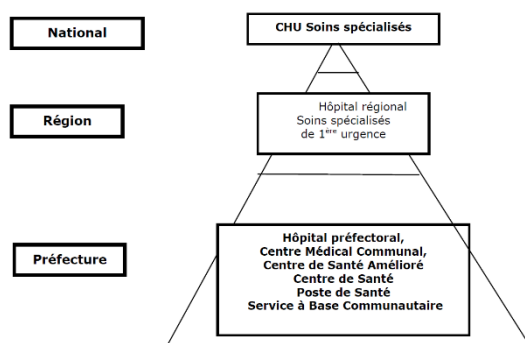 National
CHU Soins spécialisés
Région
Hôpital régional
Soins spécialisés
de 1ère urgence
Préfecture
Hôpital préfectoral,
Centre Médical Communal,
Centre de Santé Amélioré
Centre de Santé
Poste de Santé
Service à Base Communautaire